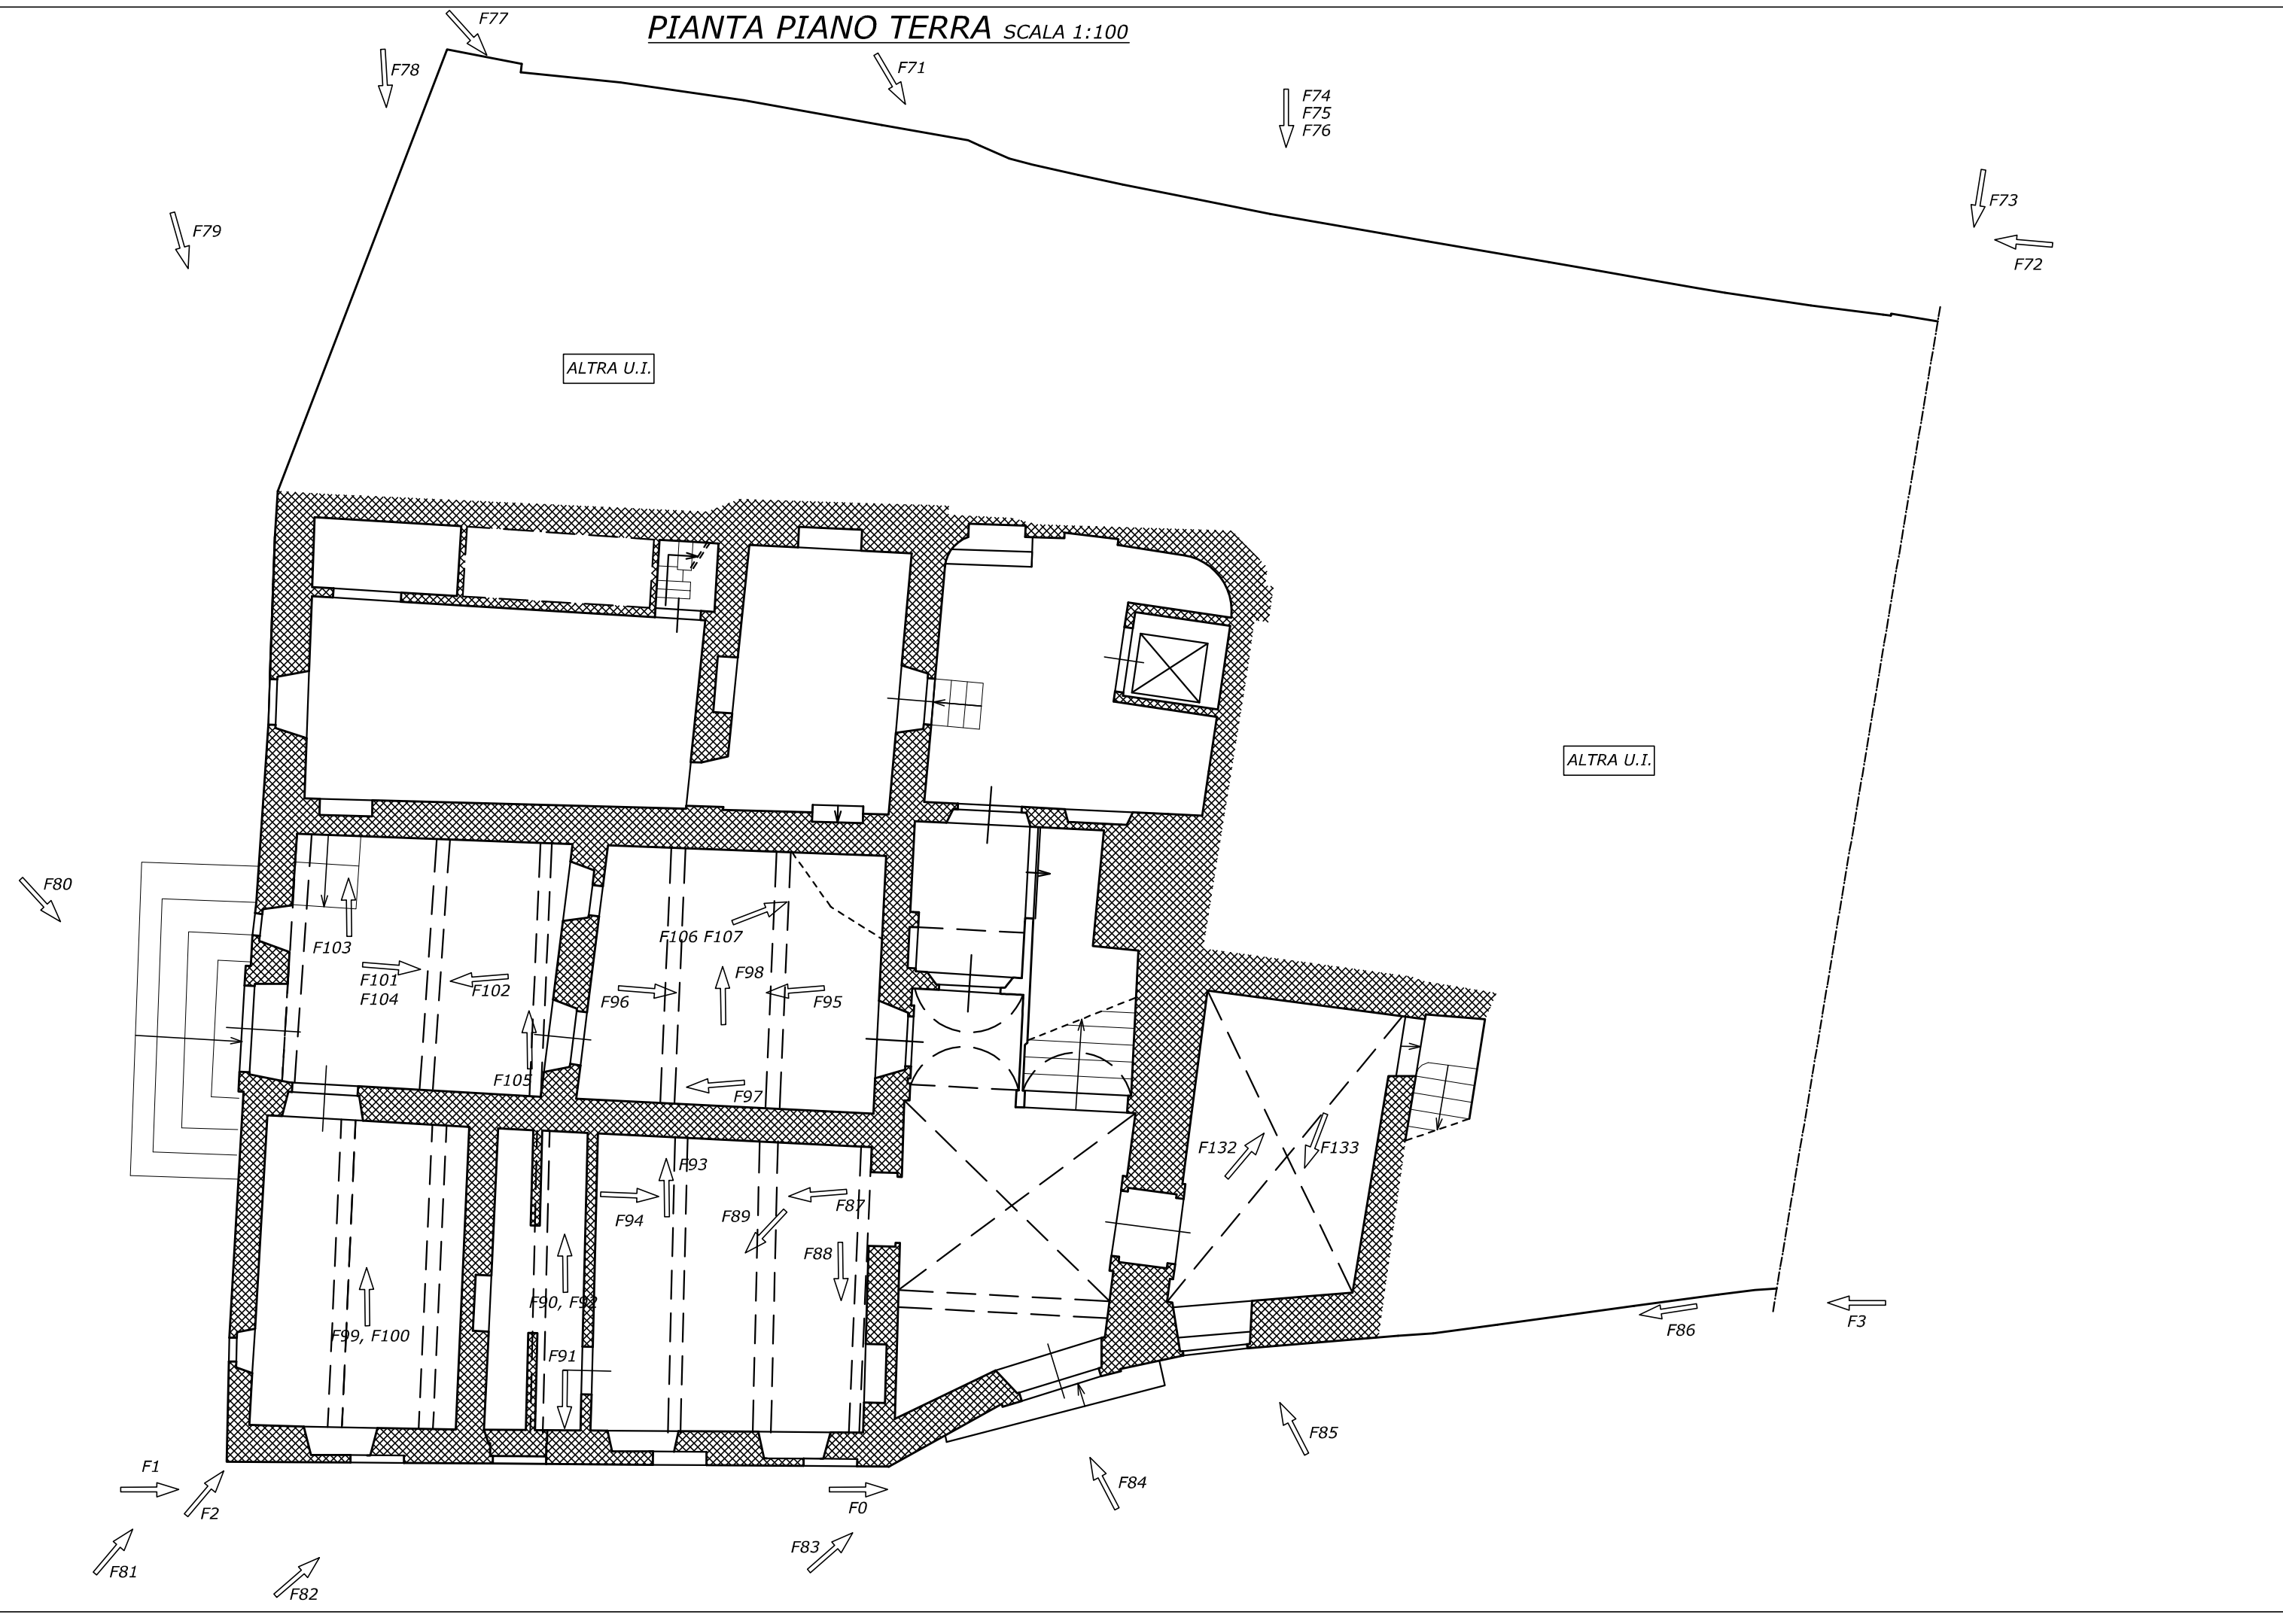 PIANTA PIANO TERRA SCALA 1:100
F77
F78
F71
F74
F75
F76
F73
F79
F72
ALTRA U.I.
ALTRA U.I.
F80
F103
F106 F107
F101
F104
F102
F98
F96
F95
F105
F97
F132
F133
F93
F94
F89
F87
F88
F90, F92
F99, F100
F91
F86
F3
F1
F2
F0
F85
F84
F83
F81
F82